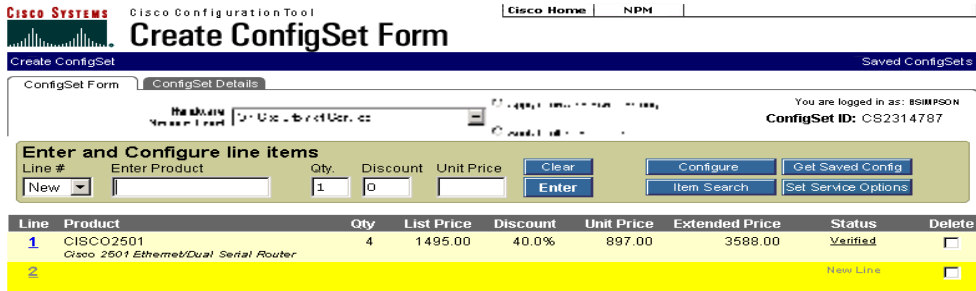 CISCO SYSTEMS Cisco Configuration Tool Cisco Home NPM
Create ConfigSet Form
Create ConfigSet Saved ConfigSets
ConfigSet Form ConfigSet Details
You are logged in as: BSIMPSON
ConfigSet ID: CS2314787
Enter and Configure line items
Line # Enter Product Qty. Discount Unit Price Clear Configure Get Saved Config
New 1 0 Enter Item Search Set Service Options
Line Product Qty List Price Discount Unit Price Extended Price Status Delete
1 CISCO2501 4 1495.00 40.0% 897.00 3588.00 Verified
Cisco 2501 Ethernet/Dual Serial Router
2 New Line